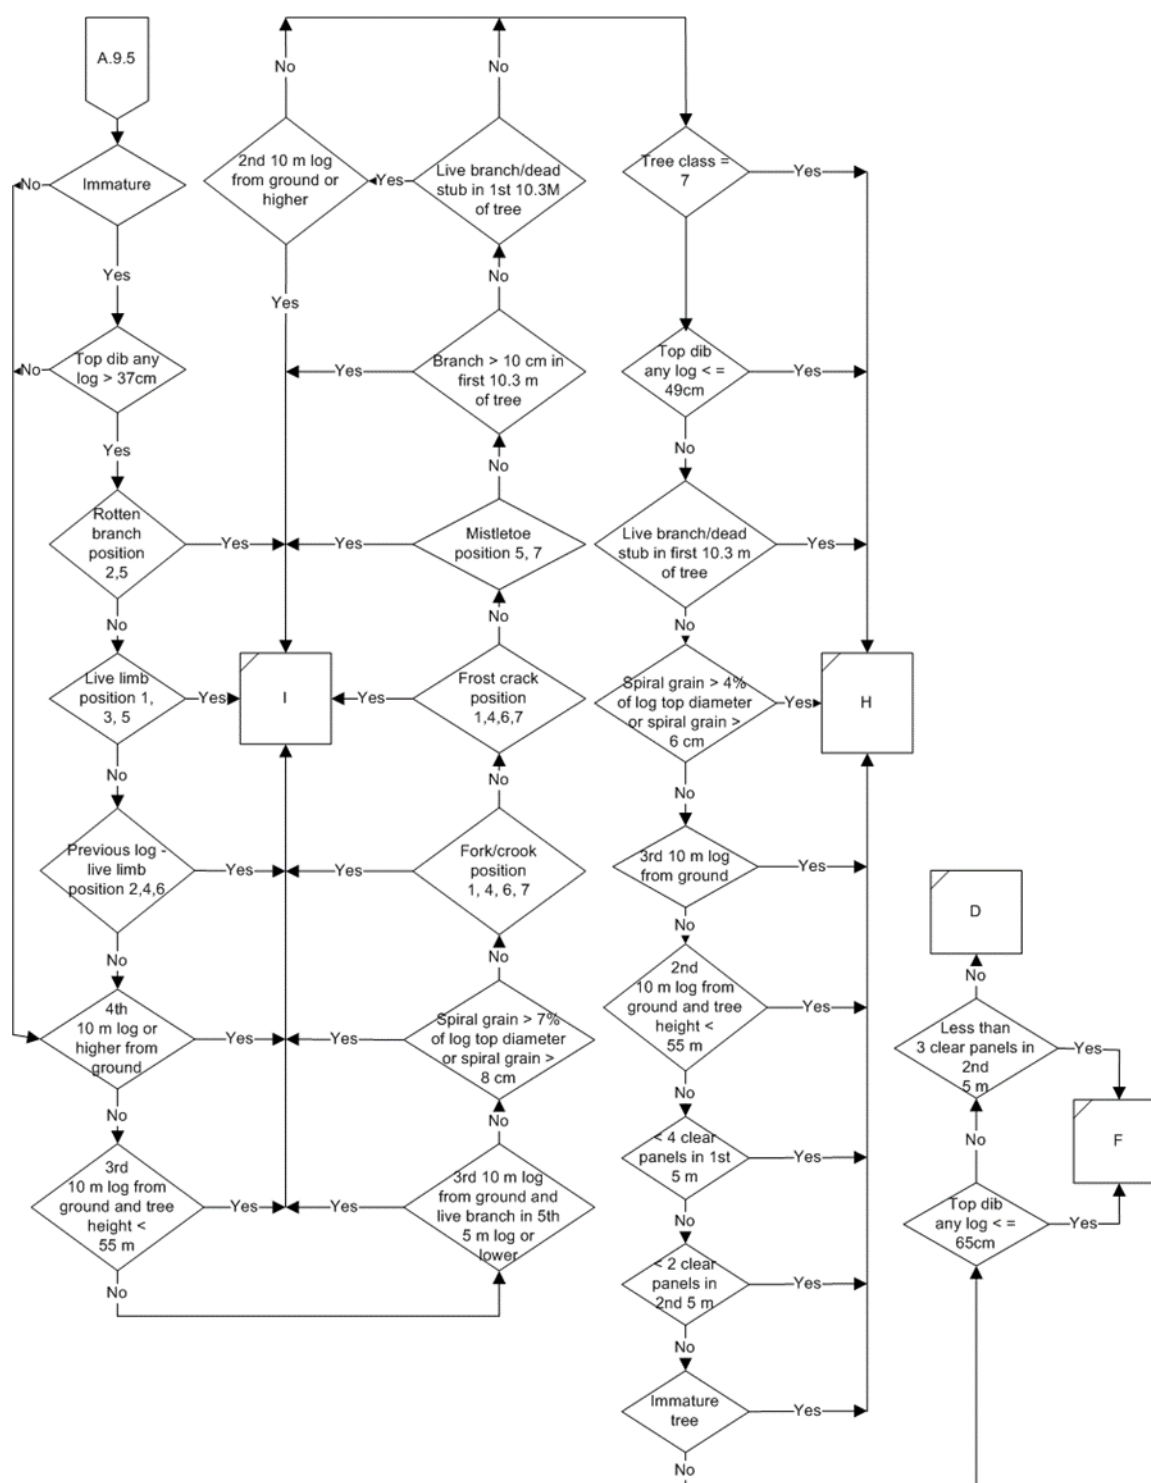 A.9.5
Immature
No
Yes
Top dib any
log > 37cm
No
Yes
Rotten
branch
position
2,5
Yes
No
Live limb
position 1,
3, 5
Yes
No
Previous log -
live limb
position 2,4,6
Yes
No
4th
10 m log or
higher from
ground
Yes
No
3rd
10 m log from
ground and tree
height <
55 m
Yes
No
I
3rd 10 m log
from ground and
live branch in 5th
5 m log or
lower
Yes
No
Spiral grain > 7%
of log top diameter
or spiral grain >
8 cm
Yes
No
Fork/crook
position
1, 4, 6, 7
Yes
No
Frost crack
position
1,4,6,7
Yes
No
Mistletoe
position 5, 7
Yes
No
Branch > 10 cm in
first 10.3 m
of tree
Yes
No
Live branch/dead
stub in 1st 10.3M
of tree
Yes
No
2nd 10 m log
from ground or
higher
No
Yes
Tree class =
7
Yes
Top dib
any log < =
49cm
Yes
No
Live branch/dead
stub in first 10.3 m
of tree
Yes
No
Spiral grain > 4%
of log top diameter
or spiral grain >
6 cm
Yes
No
H
3rd 10 m log
from ground
Yes
No
2nd
10 m log from
ground and tree
height <
55 m
Yes
No
< 4 clear
panels in 1st
5 m
Yes
No
< 2 clear
panels in
2nd 5 m
Yes
No
Immature
tree
Yes
No
D
No
Less than
3 clear panels in
2nd
5 m
Yes
F
No
Top dib
any log < =
65cm
Yes